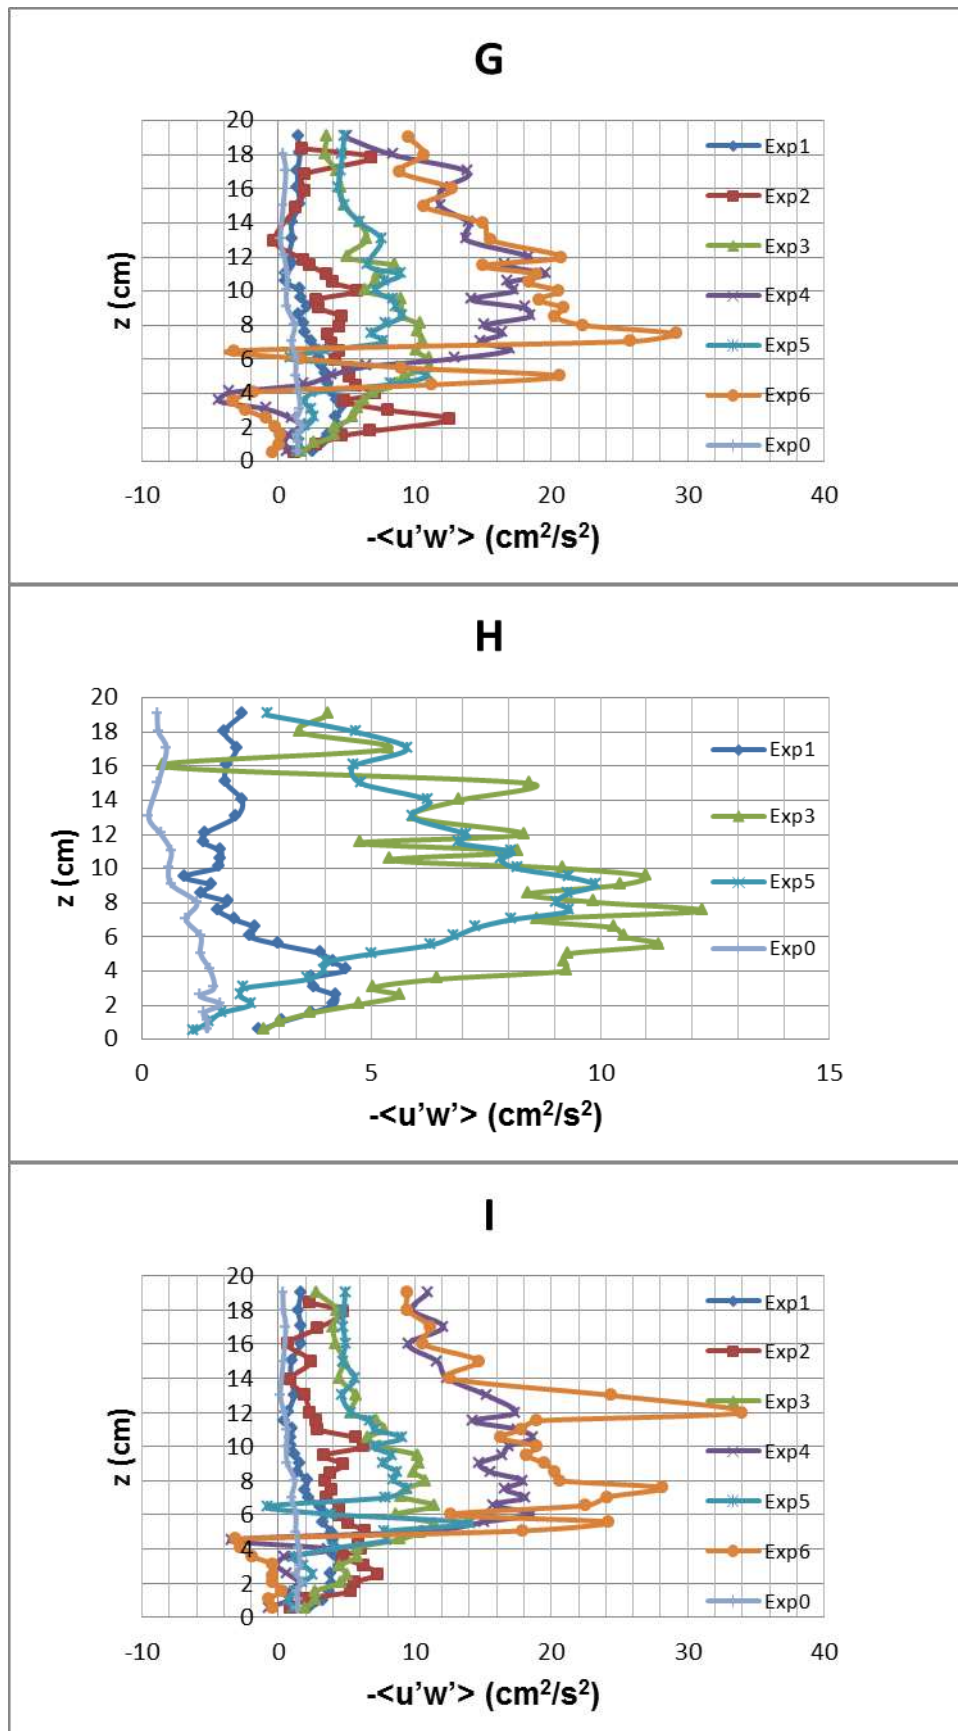 G
20
18
16
14
12
10
8
6
4
2
0
z (cm)
-10 0 10 20 30 40
-<u'w'> (cm²/s²)
Exp1
Exp2
Exp3
Exp4
Exp5
Exp6
Exp0
H
20
18
16
14
12
10
8
6
4
2
0
z (cm)
0 5 10 15
-<u'w'> (cm²/s²)
Exp1
Exp3
Exp5
Exp0
I
20
18
16
14
12
10
8
6
4
2
0
z (cm)
-10 0 10 20 30 40
-<u'w'> (cm²/s²)
Exp1
Exp2
Exp3
Exp4
Exp5
Exp6
Exp0